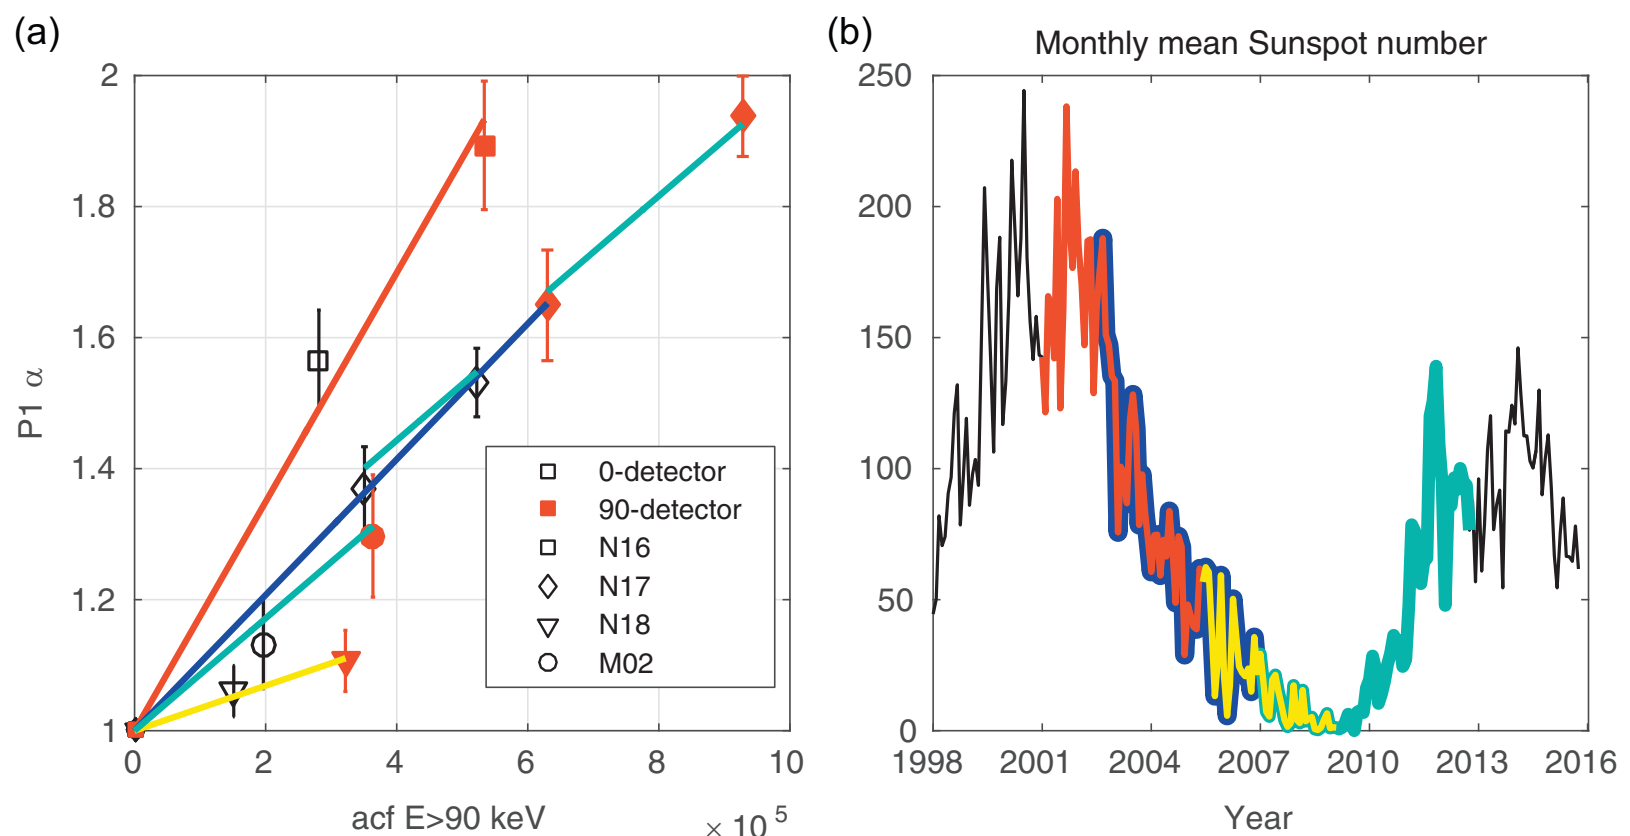 (a)
2
1.8
1.6
1.4
1.2
1
P1 α
0 2 4 6 8 10
acf E>90 keV
× 10 5
0-detector
90-detector
N16
N17
N18
M02
(b)
Monthly mean Sunspot number
250
200
150
100
50
0
1998 2001 2004 2007 2010 2013 2016
Year